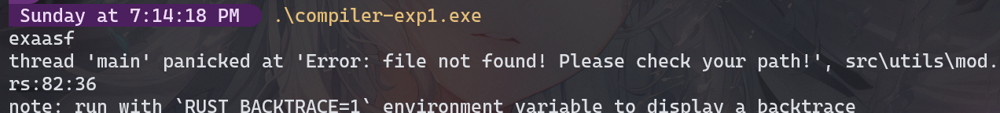 Sunday at 7:14:18 PM .\compiler-exp1.exe
exaasf
thread 'main' panicked at 'Error: file not found! Please check your path!', src\utils\mod.
rs:82:36
note: run with `RUST_BACKTRACE=1` environment variable to display a backtrace